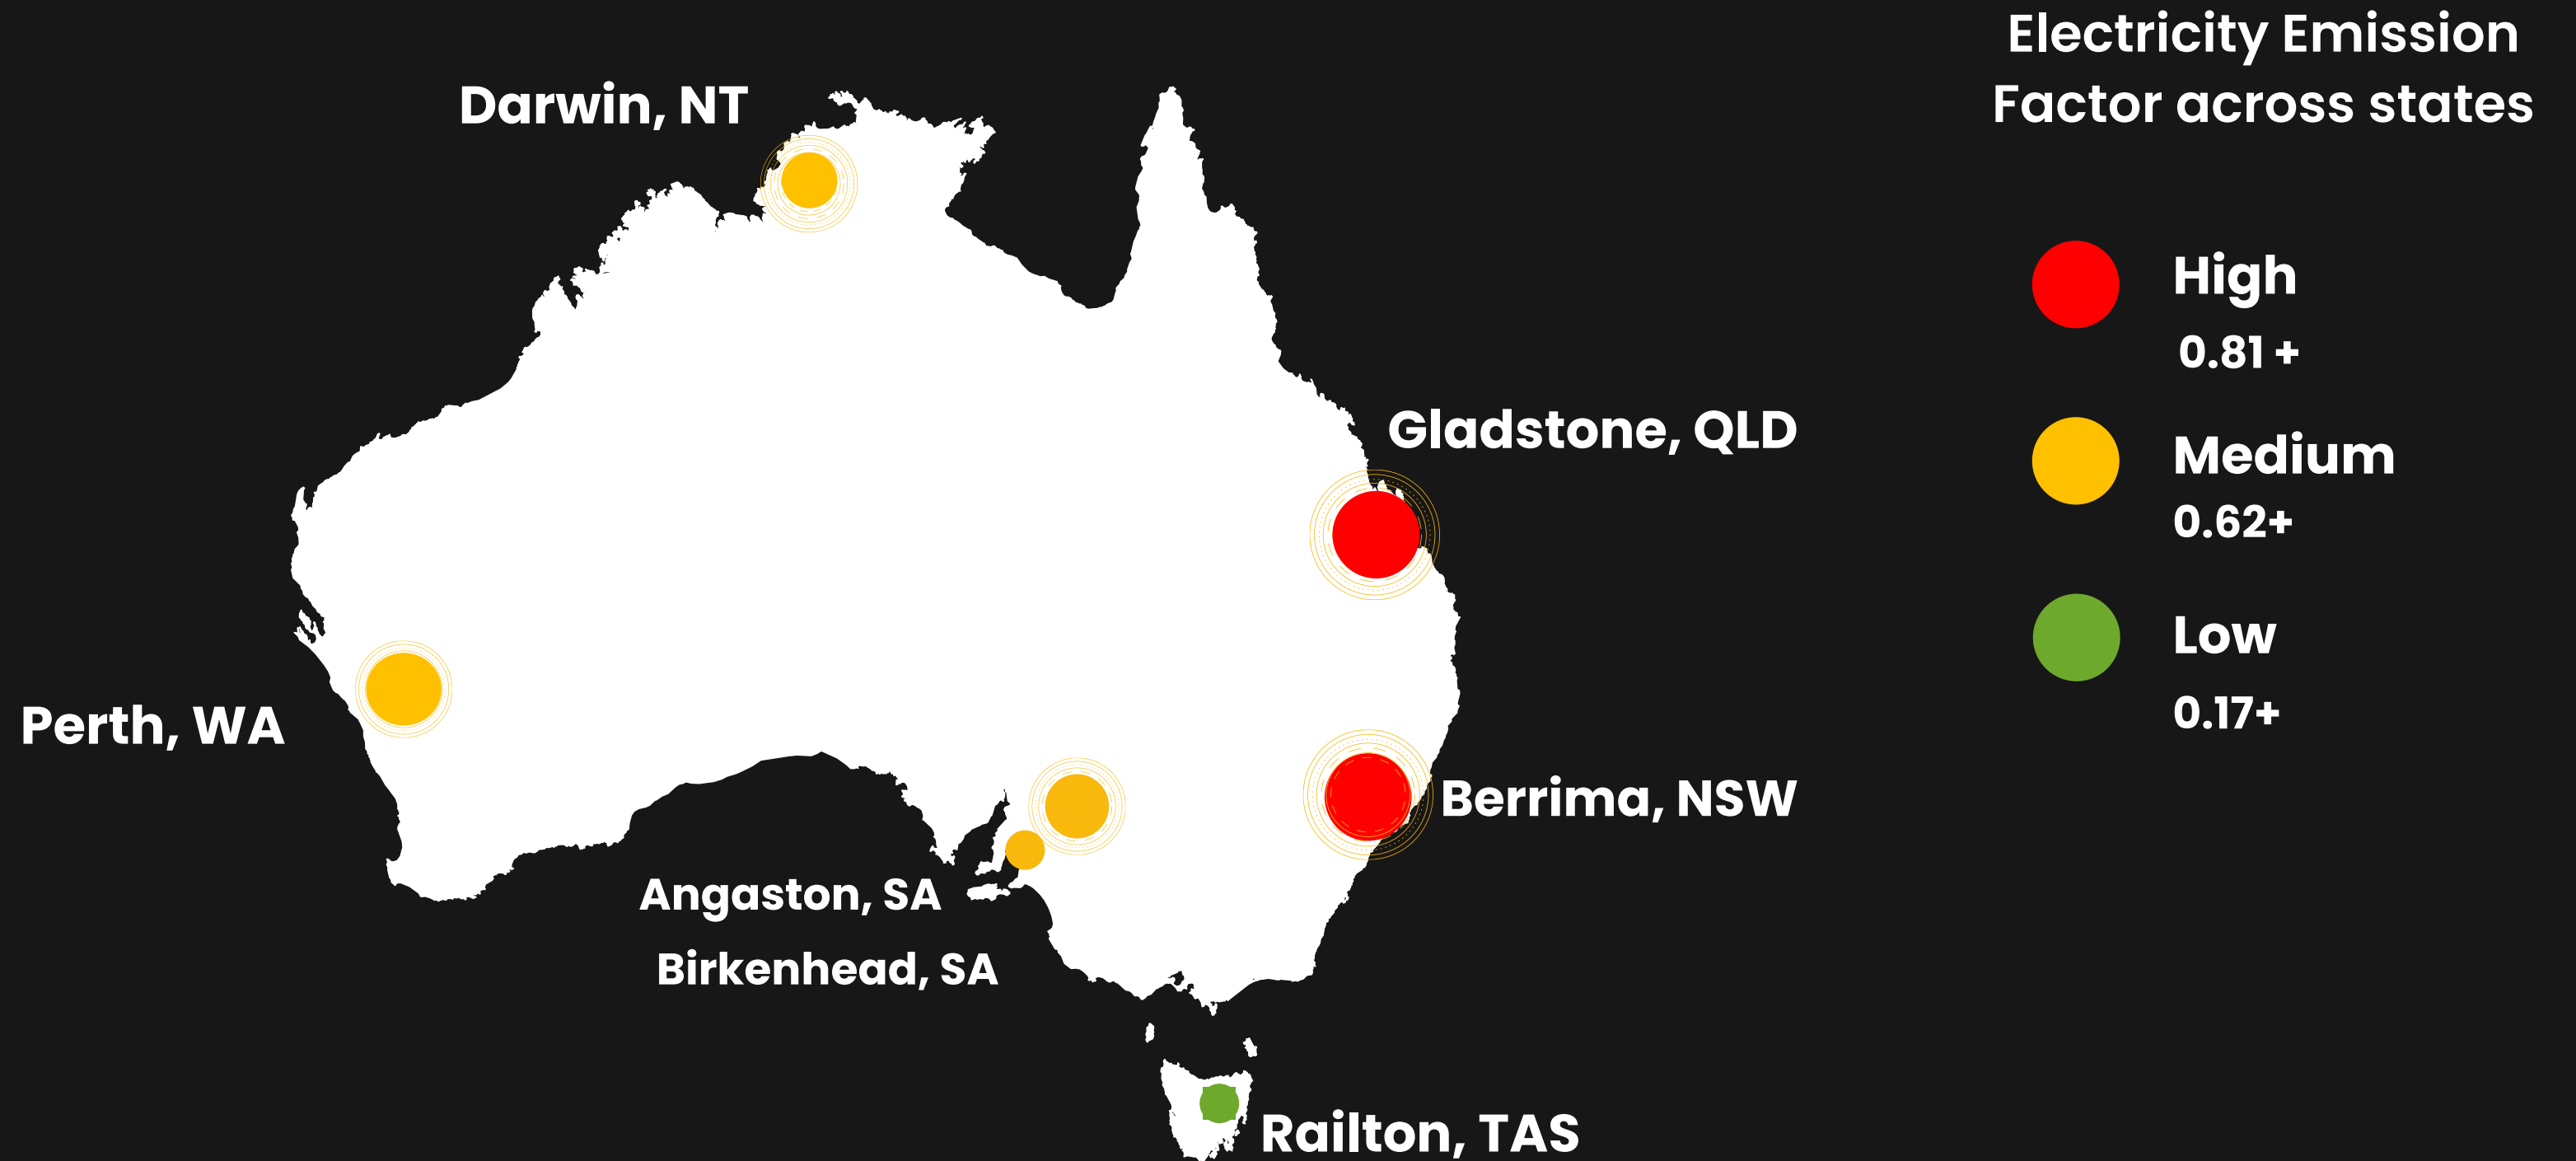 Electricity Emission
Factor across states
Darwin, NT
High
0.81 +
Gladstone, QLD
Medium
0.62+
Low
0.17+
Perth, WA
Berrima, NSW
Angaston, SA
Birkenhead, SA
Railton, TAS